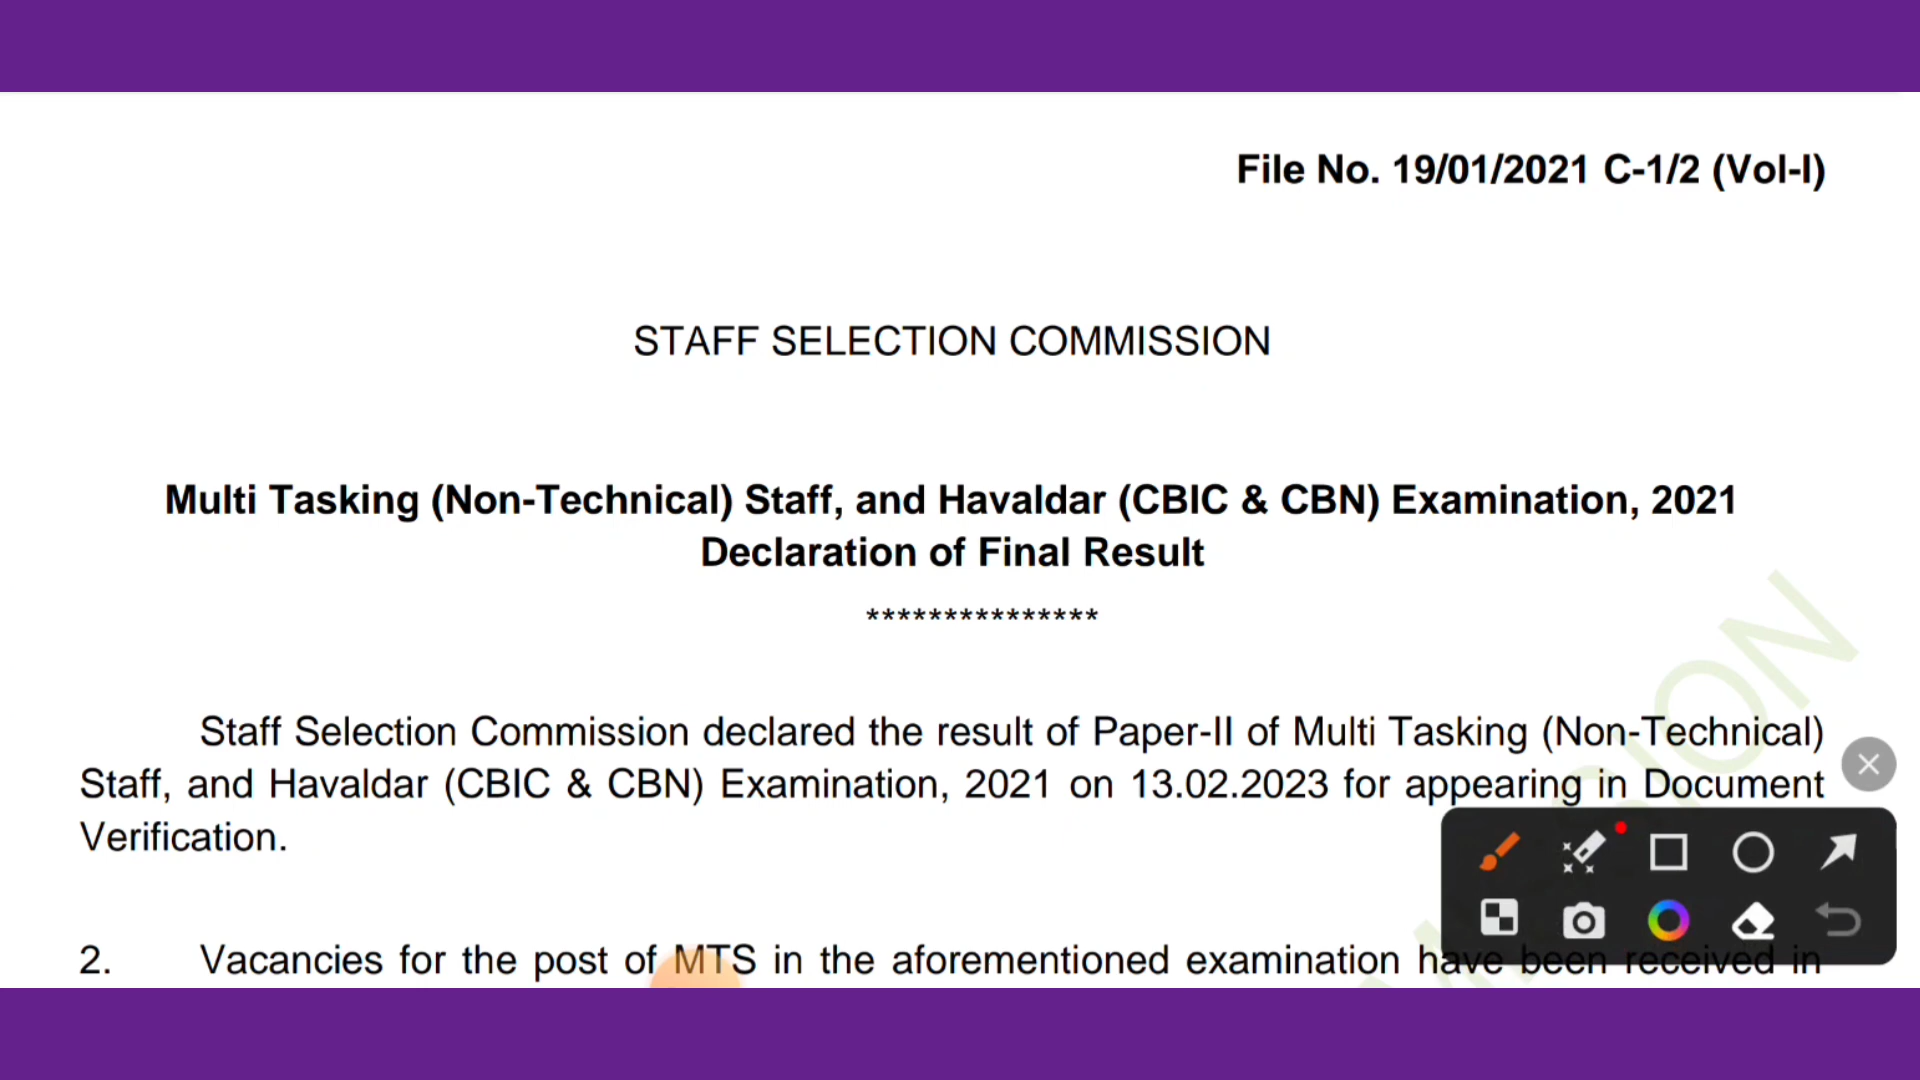 File No. 19/01/2021 C-1/2 (Vol-I)
STAFF SELECTION COMMISSION
Multi Tasking (Non-Technical) Staff, and Havaldar (CBIC & CBN) Examination, 2021
Declaration of Final Result
***************
Staff Selection Commission declared the result of Paper-II of Multi Tasking (Non-Technical)
Staff, and Havaldar (CBIC & CBN) Examination, 2021 on 13.02.2023 for appearing in Document
Verification.
2. Vacancies for the post of MTS in the aforementioned examination have been received in